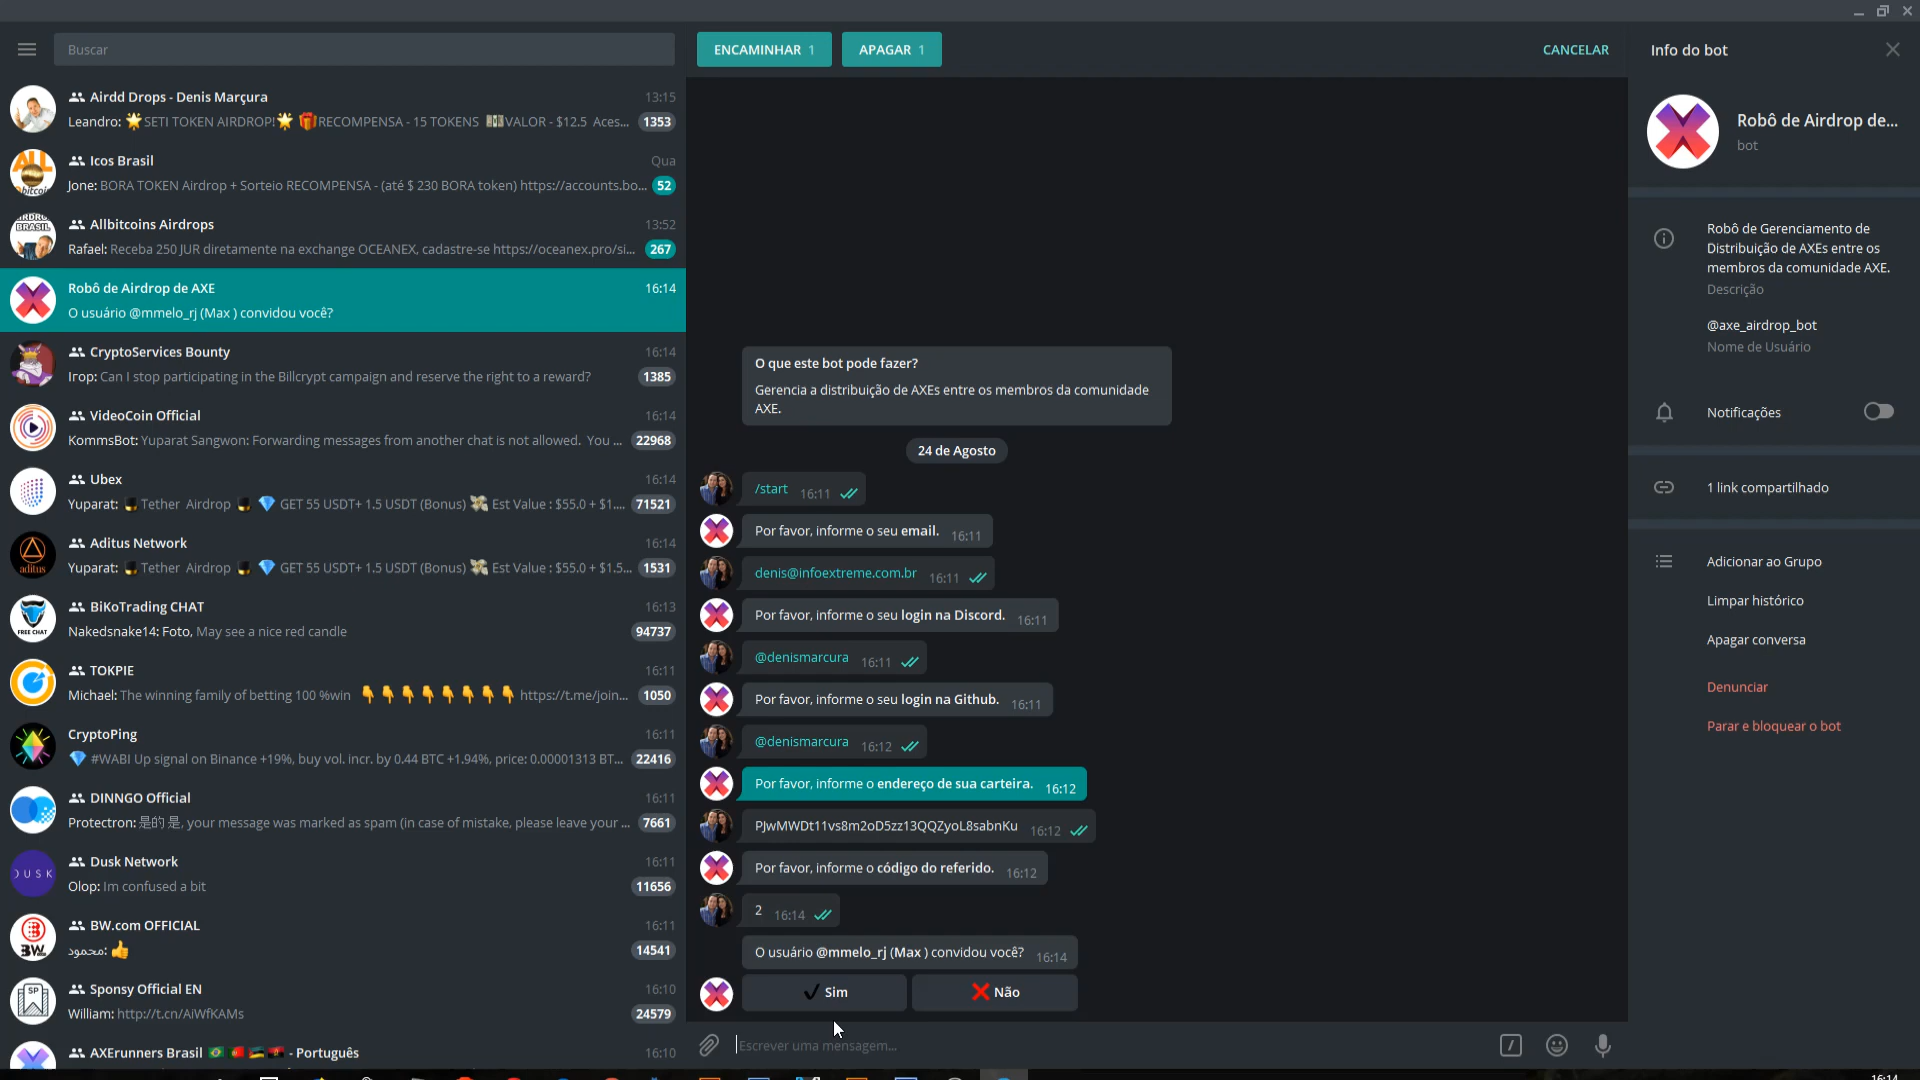 Buscar
Airdd Drops - Denis Marçura 13:15
Leandro: 🌟SETI TOKEN AIRDROP!🌟 🎁RECOMPENSA - 15 TOKENS 💵VALOR - $12.5 Aces... 1353
Icos Brasil Qua
Jone: BORA TOKEN Airdrop + Sorteio RECOMPENSA - (até $ 230 BORA token) https://accounts.bo... 52
Allbitcoins Airdrops 13:52
Rafael: Receba 250 JUR diretamente na exchange OCEANEX, cadastre-se https://oceanex.pro/si... 267
Robô de Airdrop de AXE 16:14
O usuário @mmelo_rj (Max ) convidou você?
CryptoServices Bounty 16:14
Iгор: Can I stop participating in the Billcrypt campaign and reserve the right to a reward? 1385
VideoCoin Official 16:14
KommsBot: Yuparat Sangwon: Forwarding messages from another chat is not allowed. You ... 22968
Ubex 16:14
Yuparat: Tether Airdrop 💎 GET 55 USDT+ 1.5 USDT (Bonus) 💸 Est Value : $55.0 + $1.... 71521
Aditus Network 16:14
Yuparat: Tether Airdrop 💎 GET 55 USDT+ 1.5 USDT (Bonus) 💸 Est Value : $55.0 + $1.5... 1531
BiKoTrading CHAT 16:13
Nakedsnake14: Foto, May see a nice red candle 94737
TOKPIE 16:11
Michael: The winning family of betting 100 %win 👇👇👇👇👇👇👇👇 https://t.me/join... 1050
CryptoPing 16:11
💎 #WABI Up signal on Binance +19%, buy vol. incr. by 0.44 BTC +1.94%, price: 0.00001313 BT... 22416
DINNGO Official 16:11
Protectron: 是的 是, your message was marked as spam (in case of mistake, please leave your ... 7661
Dusk Network 16:11
Olop: Im confused a bit 11656
BW.com OFFICIAL 16:11
محمود: 👍 14541
Sponsy Official EN 16:10
William: http://t.cn/AiWfKAMs 24579
AXErunners Brasil 🇧🇷 🇵🇹 🇲🇿 🇦🇴 - Português 16:10
ENCAMINHAR 1 APAGAR 1 CANCELAR
O que este bot pode fazer?
Gerencia a distribuição de AXEs entre os membros da comunidade
AXE.
24 de Agosto
/start 16:11
Por favor, informe o seu email. 16:11
denis@infoextreme.com.br 16:11
Por favor, informe o seu login na Discord. 16:11
@denismarcura 16:11
Por favor, informe o seu login na Github. 16:11
@denismarcura 16:12
Por favor, informe o endereço de sua carteira. 16:12
PJwMWDt11vs8m2oD5zz13QQZyoL8sabnKu 16:12
Por favor, informe o código do referido. 16:12
2 16:14
O usuário @mmelo_rj (Max ) convidou você? 16:14
✔ Sim ❌ Não
Escrever uma mensagem...
Info do bot
Robô de Airdrop de...
bot
Robô de Gerenciamento de
Distribuição de AXEs entre os
membros da comunidade AXE.
Descrição
@axe_airdrop_bot
Nome de Usuário
Notificações
1 link compartilhado
Adicionar ao Grupo
Limpar histórico
Apagar conversa
Denunciar
Parar e bloquear o bot
16:14